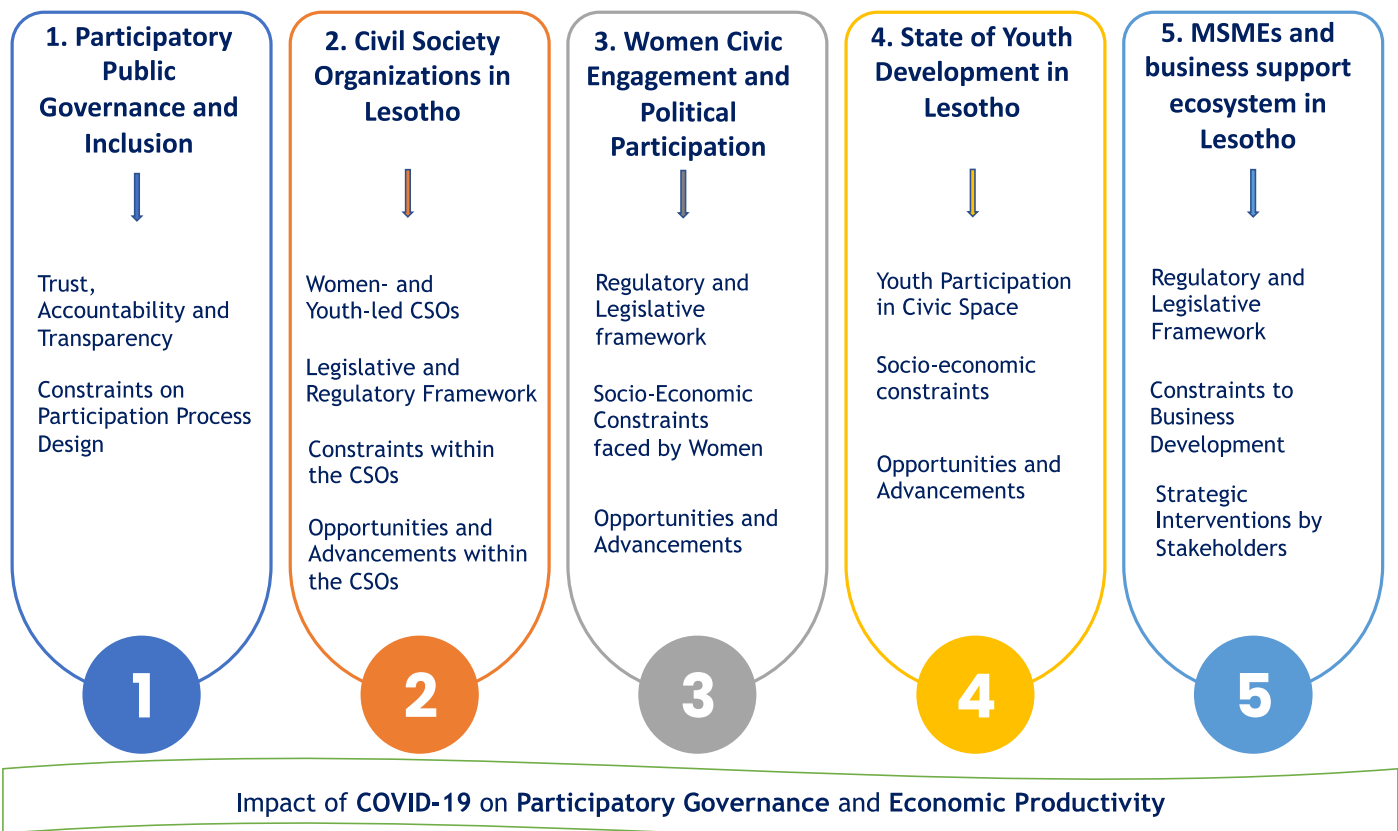 1. Participatory
Public
Governance and
Inclusion
Trust,
Accountability and
Transparency
Constraints on
Participation Process
Design
1
2. Civil Society
Organizations in
Lesotho
Women- and
Youth-led CSOs
Legislative and
Regulatory Framework
Constraints within
the CSOs
Opportunities and
Advancements within
the CSOs
2
3. Women Civic
Engagement and
Political
Participation
Regulatory and
Legislative
framework
Socio-Economic
Constraints
faced by Women
Opportunities and
Advancements
3
4. State of Youth
Development in
Lesotho
Youth Participation
in Civic Space
Socio-economic
constraints
Opportunities and
Advancements
4
5. MSMEs and
business support
ecosystem in
Lesotho
Regulatory and
Legislative
Framework
Constraints to
Business
Development
Strategic
Interventions by
Stakeholders
5
Impact of COVID-19 on Participatory Governance and Economic Productivity